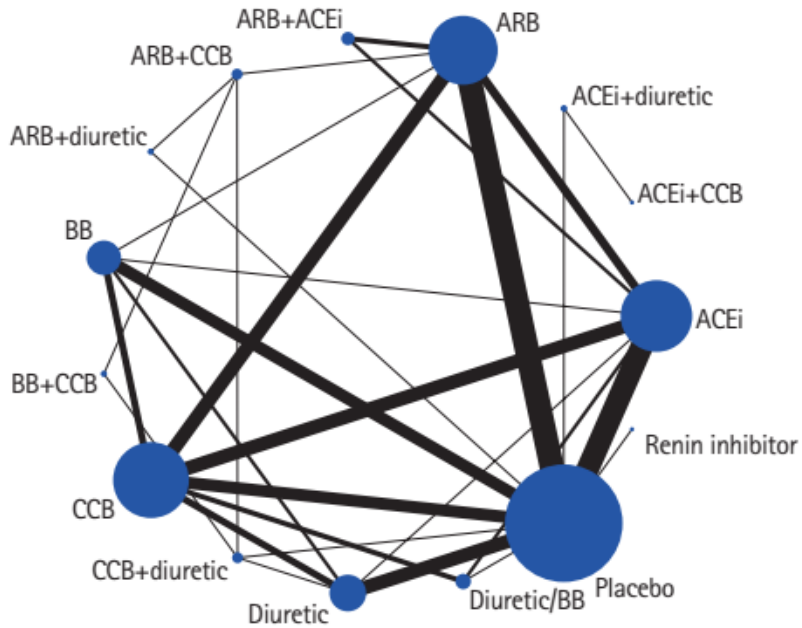 ARB+ACEi
ARB
ARB+CCB
ACEi+diuretic
ARB+diuretic
ACEi+CCB
BB
ACEi
BB+CCB
Renin inhibitor
CCB
CCB+diuretic
Placebo
Diuretic/BB
Diuretic